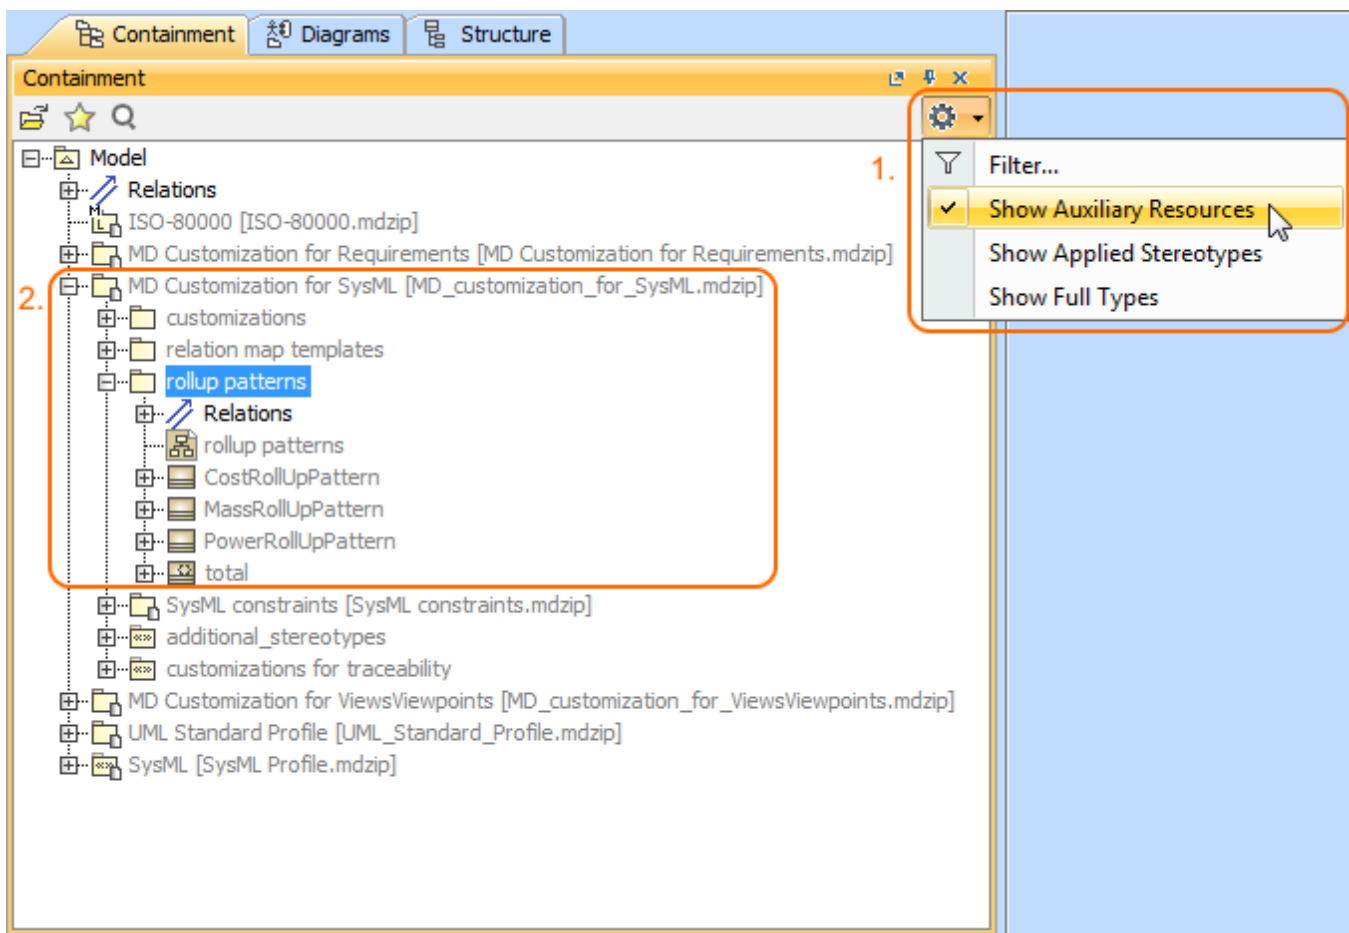 Containment Diagrams Structure
Containment
1.
Filter...
Show Auxiliary Resources
Show Applied Stereotypes
Show Full Types
Model
Relations
ISO-80000 [ISO-80000.mdzip]
MD Customization for Requirements [MD Customization for Requirements.mdzip]
2.
MD Customization for SysML [MD_customization_for_SysML.mdzip]
customizations
relation map templates
rollup patterns
Relations
rollup patterns
CostRollUpPattern
MassRollUpPattern
PowerRollUpPattern
total
SysML constraints [SysML constraints.mdzip]
additional_stereotypes
customizations for traceability
MD Customization for ViewsViewpoints [MD_customization_for_ViewsViewpoints.mdzip]
UML Standard Profile [UML_Standard_Profile.mdzip]
SysML [SysML Profile.mdzip]